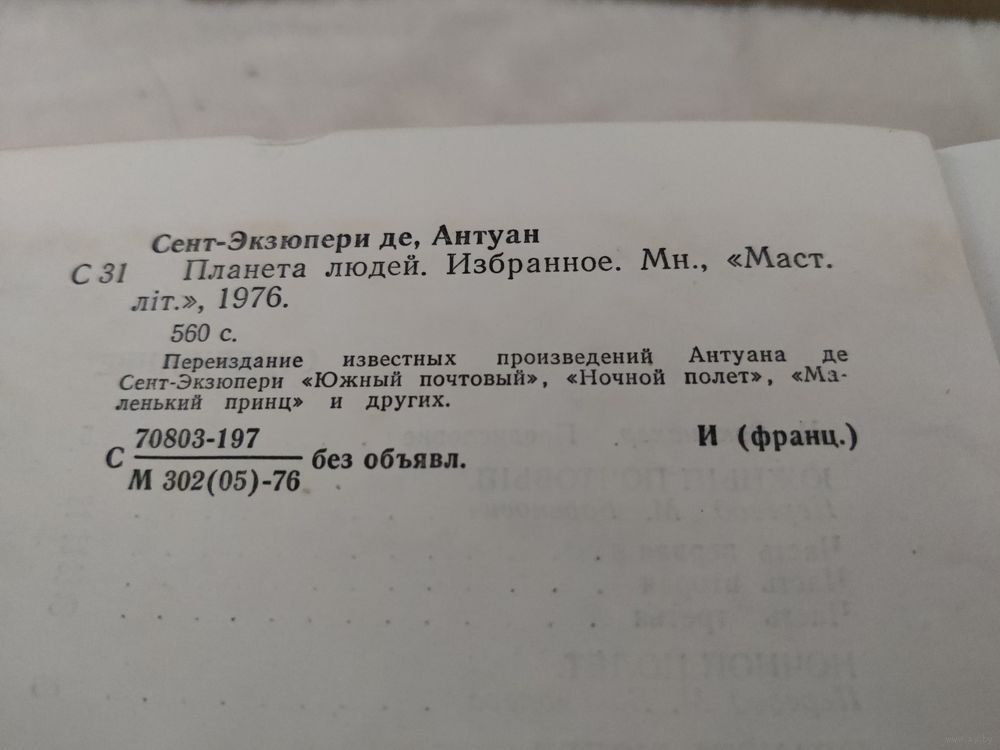 Сент-Экзюпери де, Антуан
С 31 Планета людей. Избранное. Мн., «Маст.
літ.», 1976.
560 с.
Переиздание известных произведений Антуана де
Сент-Экзюпери «Южный почтовый», «Ночной полет», «Ма-
ленький принц» и других.
70803-197
С без объявл. И (франц.)
М 302(05)-76